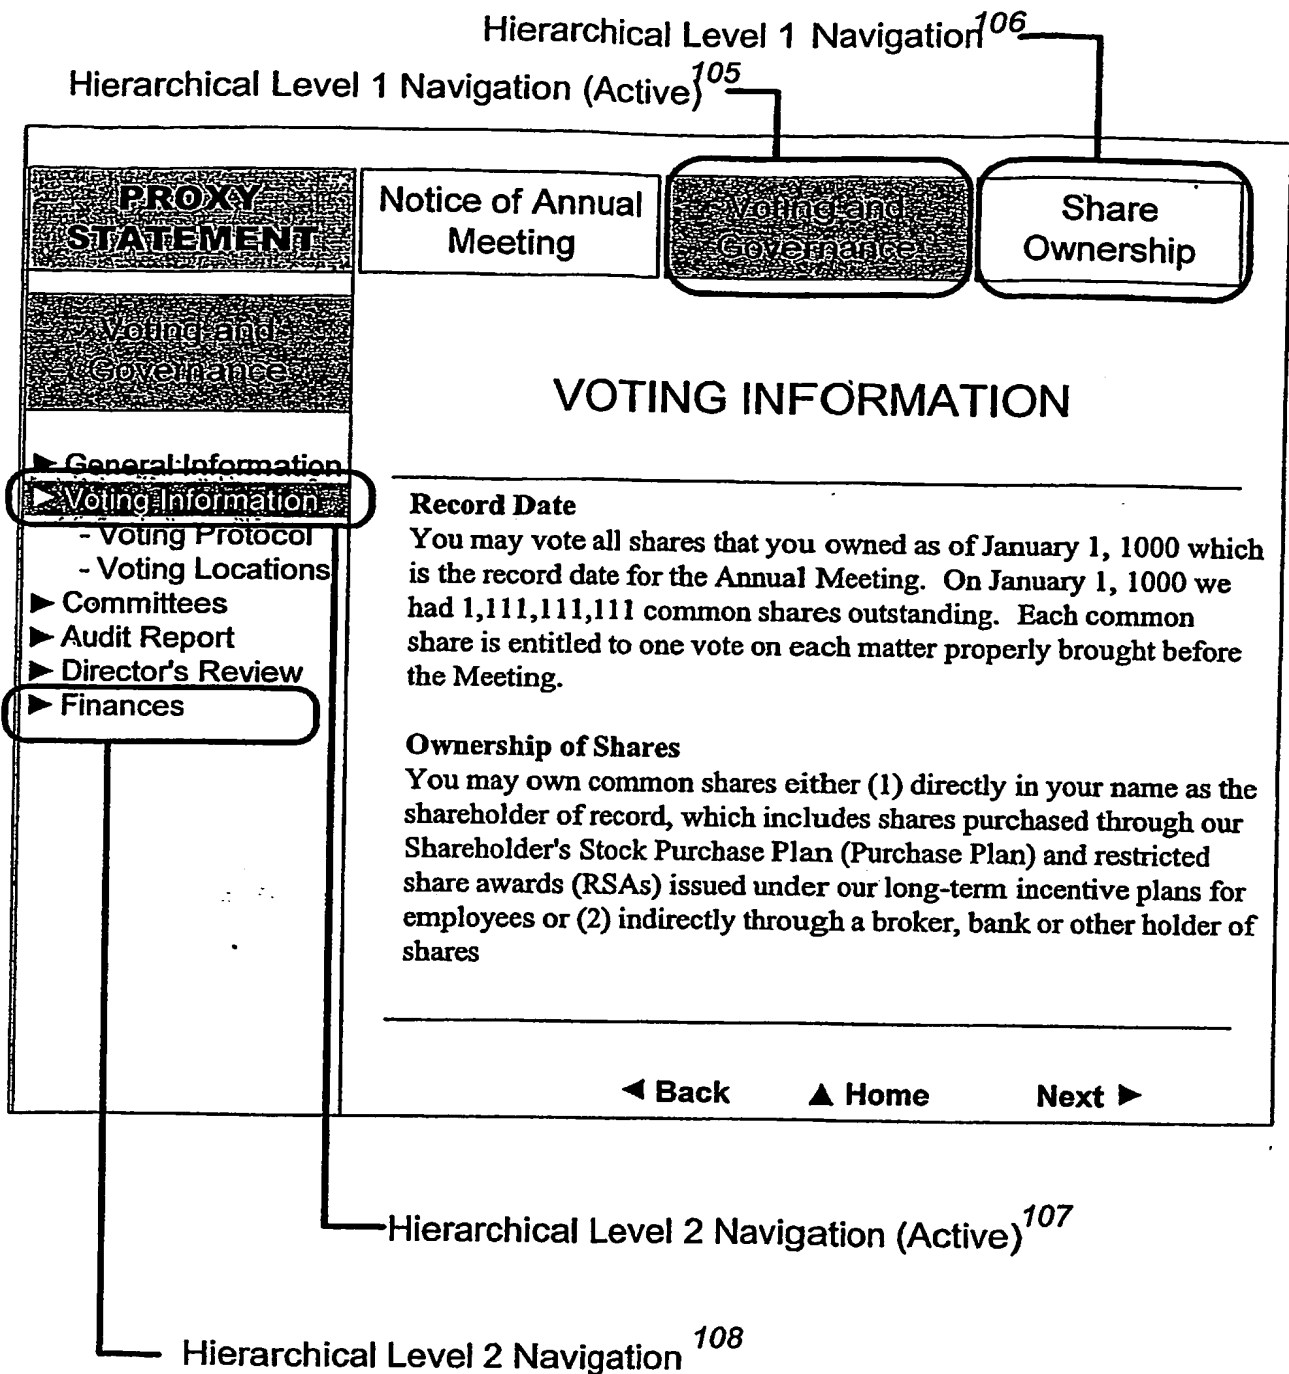 Hierarchical Level 1 Navigation 106
Hierarchical Level 1 Navigation (Active) 105
PROXY
STATEMENT
Notice of Annual
Meeting
Voting and
Governance
Share
Ownership
Voting and
Governance
VOTING INFORMATION
► General Information
► Voting Information
- Voting Protocol
- Voting Locations
► Committees
► Audit Report
► Director's Review
► Finances
Record Date
You may vote all shares that you owned as of January 1, 1000 which
is the record date for the Annual Meeting. On January 1, 1000 we
had 1,111,111,111 common shares outstanding. Each common
share is entitled to one vote on each matter properly brought before
the Meeting.
Ownership of Shares
You may own common shares either (1) directly in your name as the
shareholder of record, which includes shares purchased through our
Shareholder's Stock Purchase Plan (Purchase Plan) and restricted
share awards (RSAs) issued under our long-term incentive plans for
employees or (2) indirectly through a broker, bank or other holder of
shares
◄ Back ▲ Home Next ►
Hierarchical Level 2 Navigation (Active) 107
Hierarchical Level 2 Navigation 108